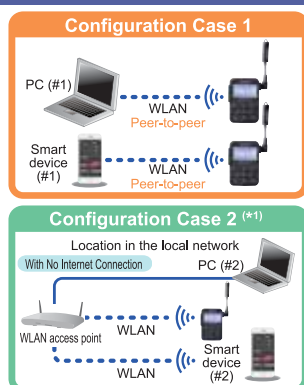 Configuration Case 1
PC (#1)
WLAN
Peer-to-peer
Smart
device
(#1)
WLAN
Peer-to-peer
Configuration Case 2 (*1)
Location in the local network
With No Internet Connection
PC (#2)
WLAN access point
WLAN
WLAN
Smart
device
(#2)